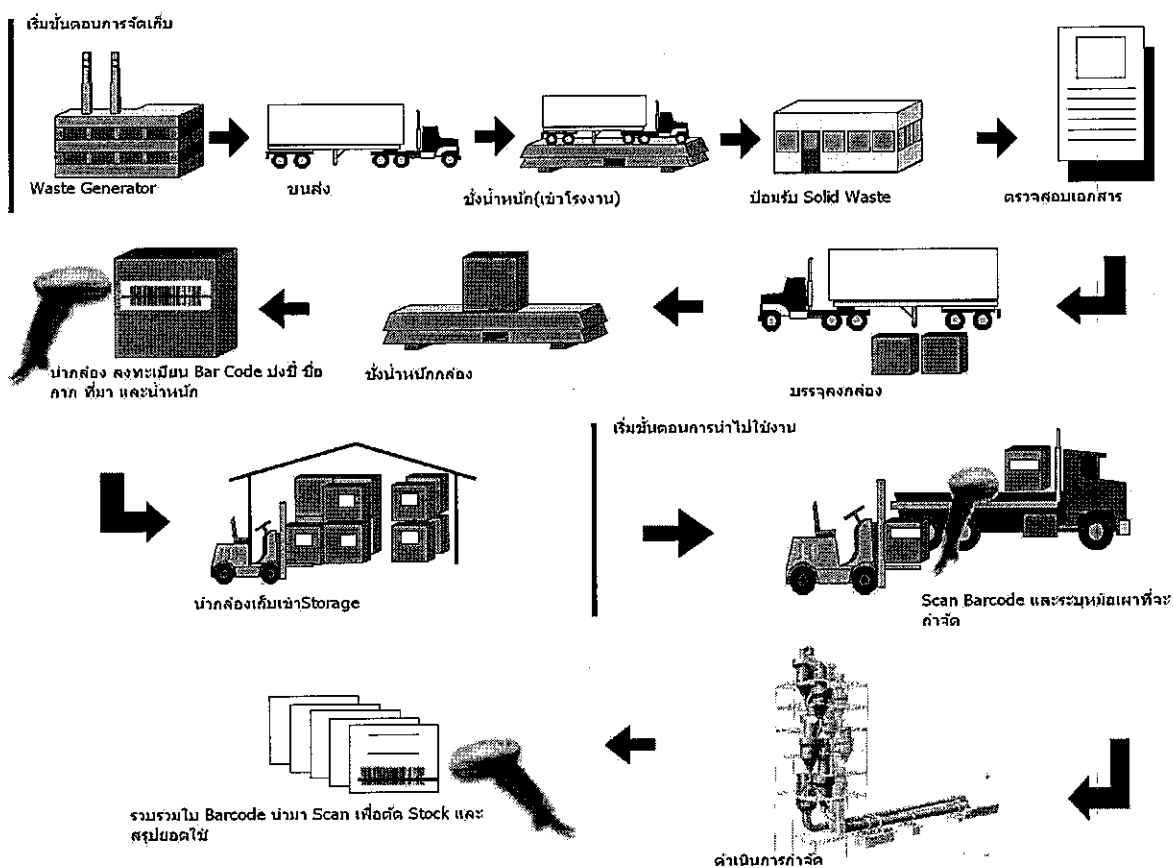 เริ่มขั้นตอนการจัดเก็บ
Waste Generator
ขนส่ง
ชั่งน้ำหนัก(เข้าโรงงาน)
ป้อมรับ Solid Waste
ตรวจสอบเอกสาร
นำกล่อง ลงทะเบียน Bar Code บ่งชี้ ชื่อ
กาก ที่มา และน้ำหนัก
ชั่งน้ำหนักกล่อง
บรรจุลงกล่อง
เริ่มขั้นตอนการนำไปใช้งาน
นำกล่องเก็บเข้าStorage
Scan Barcode และระบุหม้อเผาที่จะ
กำจัด
รวบรวมใบ Barcode นำมา Scan เพื่อตัด Stock และ
สรุปยอดใช้
ดำเนินการกำจัด